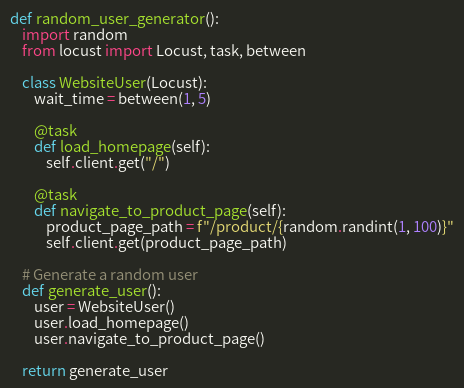 def random_user_generator():
    import random
    from locust import Locust, task, between

    class WebsiteUser(Locust):
        wait_time = between(1, 5)

        @task
        def load_homepage(self):
            self.client.get("/")

        @task
        def navigate_to_product_page(self):
            product_page_path = f"/product/{random.randint(1, 100)}"
            self.client.get(product_page_path)

    # Generate a random user
    def generate_user():
        user = WebsiteUser()
        user.load_homepage()
        user.navigate_to_product_page()

    return generate_user